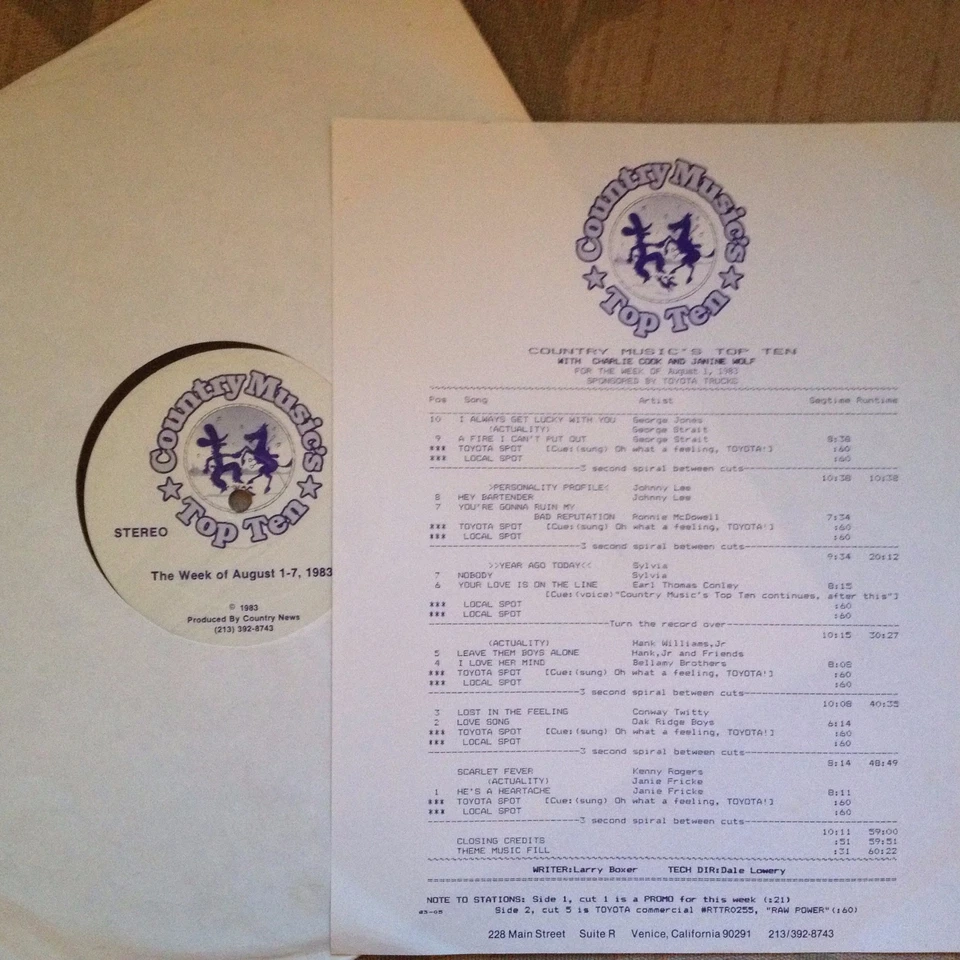 Country Music's
Top Ten
STEREO
The Week of August 1-7, 1983
© 1983
Produced By Country News
(213) 392-8743
Country Music's
Top Ten
COUNTRY MUSIC'S TOP TEN
WITH CHARLIE COOK AND JANINE WOLF
FOR THE WEEK OF August 1, 1983
SPONSORED BY TOYOTA TRUCKS
Pos Song Artist Segtime Runtime
10 I ALWAYS GET LUCKY WITH YOU George Jones
(ACTUALITY) George Strait
9 A FIRE I CAN'T PUT OUT George Strait 8:38
*** TOYOTA SPOT [Cue:(sung) Oh what a feeling, TOYOTA!] :60
*** LOCAL SPOT :60
--------------------3 second spiral between cuts--------------------
10:38 10:38
>PERSONALITY PROFILE< Johnny Lee
8 HEY BARTENDER Johnny Lee
7 YOU'RE GONNA RUIN MY
BAD REPUTATION Ronnie McDowell 7:34
*** TOYOTA SPOT [Cue:(sung) Oh what a feeling, TOYOTA!] :60
*** LOCAL SPOT :60
--------------------3 second spiral between cuts--------------------
9:34 20:12
>>YEAR AGO TODAY<< Sylvia
7 NOBODY Sylvia
6 YOUR LOVE IS ON THE LINE Earl Thomas Conley 8:15
[Cue:(voice)"Country Music's Top Ten continues, after this"]
*** LOCAL SPOT :60
*** LOCAL SPOT :60
--------------------Turn the record over--------------------
10:15 30:27
(ACTUALITY) Hank Williams,Jr
5 LEAVE THEM BOYS ALONE Hank,Jr and Friends
4 I LOVE HER MIND Bellamy Brothers 8:08
*** TOYOTA SPOT [Cue:(sung) Oh what a feeling, TOYOTA!] :60
*** LOCAL SPOT :60
--------------------3 second spiral between cuts--------------------
10:08 40:35
3 LOST IN THE FEELING Conway Twitty
2 LOVE SONG Oak Ridge Boys 6:14
*** TOYOTA SPOT [Cue:(sung) Oh what a feeling, TOYOTA!] :60
*** LOCAL SPOT :60
--------------------3 second spiral between cuts--------------------
8:14 48:49
SCARLET FEVER Kenny Rogers
(ACTUALITY) Janie Fricke
1 HE'S A HEARTACHE Janie Fricke 8:11
*** TOYOTA SPOT [Cue:(sung) Oh what a feeling, TOYOTA!] :60
*** LOCAL SPOT :60
--------------------3 second spiral between cuts--------------------
10:11 59:00
CLOSING CREDITS :51 59:51
THEME MUSIC FILL :31 60:22
WRITER:Larry Boxer TECH DIR:Dale Lowery
NOTE TO STATIONS: Side 1, cut 1 is a PROMO for this week (:21)
Side 2, cut 5 is TOYOTA commercial #RTTR0255, "RAW POWER"(:60)
228 Main Street Suite R Venice, California 90291 213/392-8743